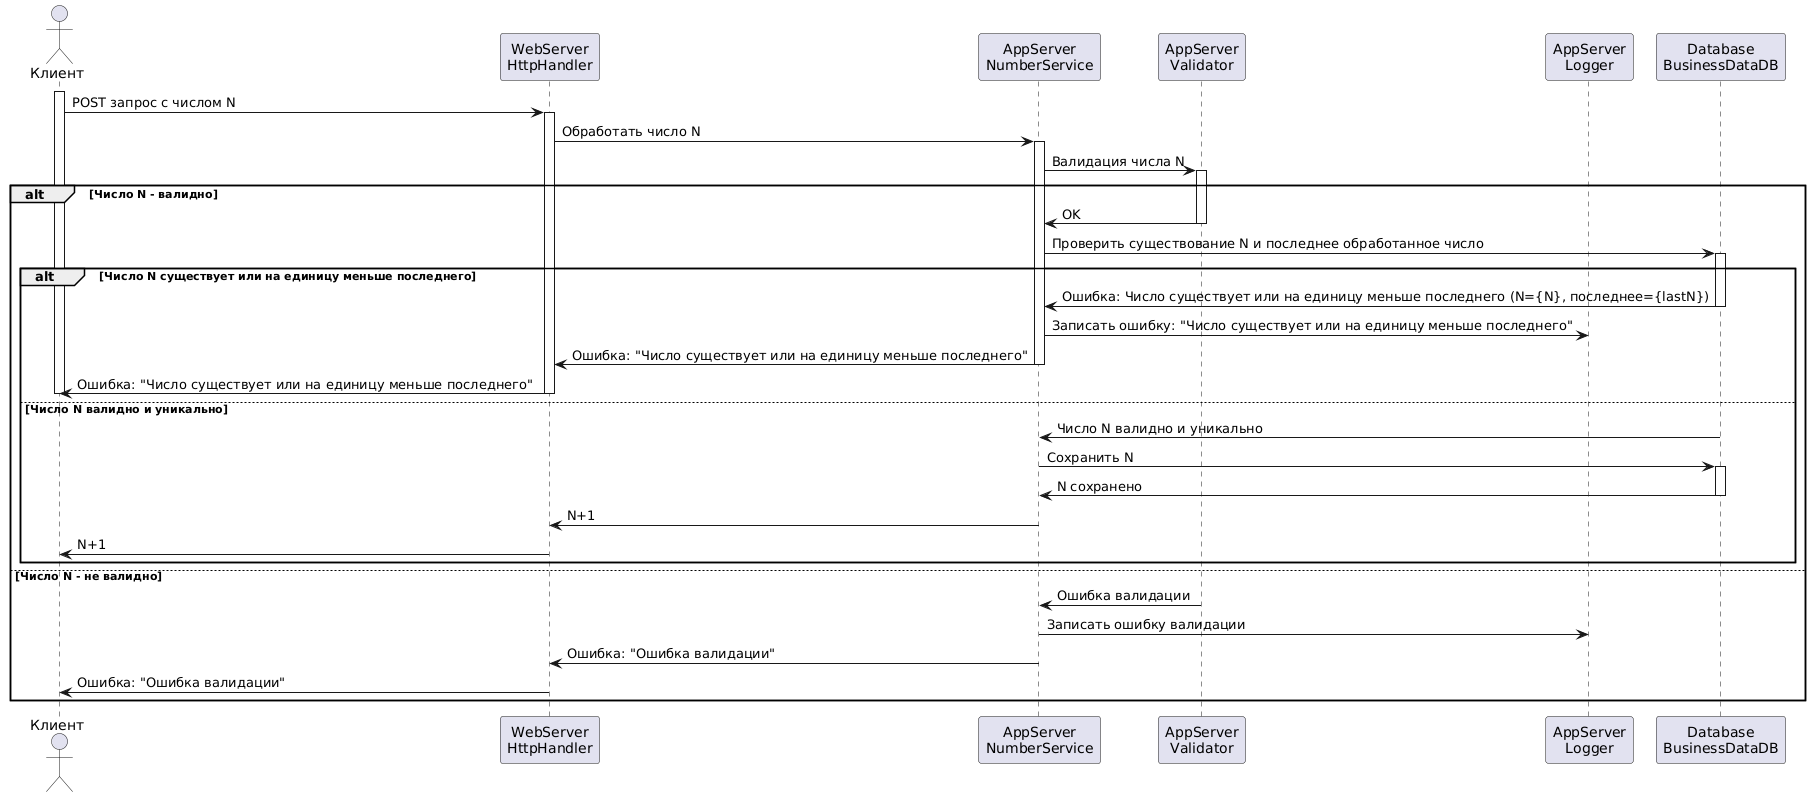 Клиент
WebServer
HttpHandler
AppServer
NumberService
AppServer
Validator
AppServer
Logger
Database
BusinessDataDB
POST запрос с числом N
Обработать число N
Валидация числа N
alt [Число N - валидно]
OK
Проверить существование N и последнее обработанное число
alt [Число N существует или на единицу меньше последнего]
Ошибка: Число существует или на единицу меньше последнего (N={N}, последнее={lastN})
Записать ошибку: "Число существует или на единицу меньше последнего"
Ошибка: "Число существует или на единицу меньше последнего"
Ошибка: "Число существует или на единицу меньше последнего"
[Число N валидно и уникально]
Число N валидно и уникально
Сохранить N
N сохранено
N+1
N+1
[Число N - не валидно]
Ошибка валидации
Записать ошибку валидации
Ошибка: "Ошибка валидации"
Ошибка: "Ошибка валидации"
Клиент
WebServer
HttpHandler
AppServer
NumberService
AppServer
Validator
AppServer
Logger
Database
BusinessDataDB